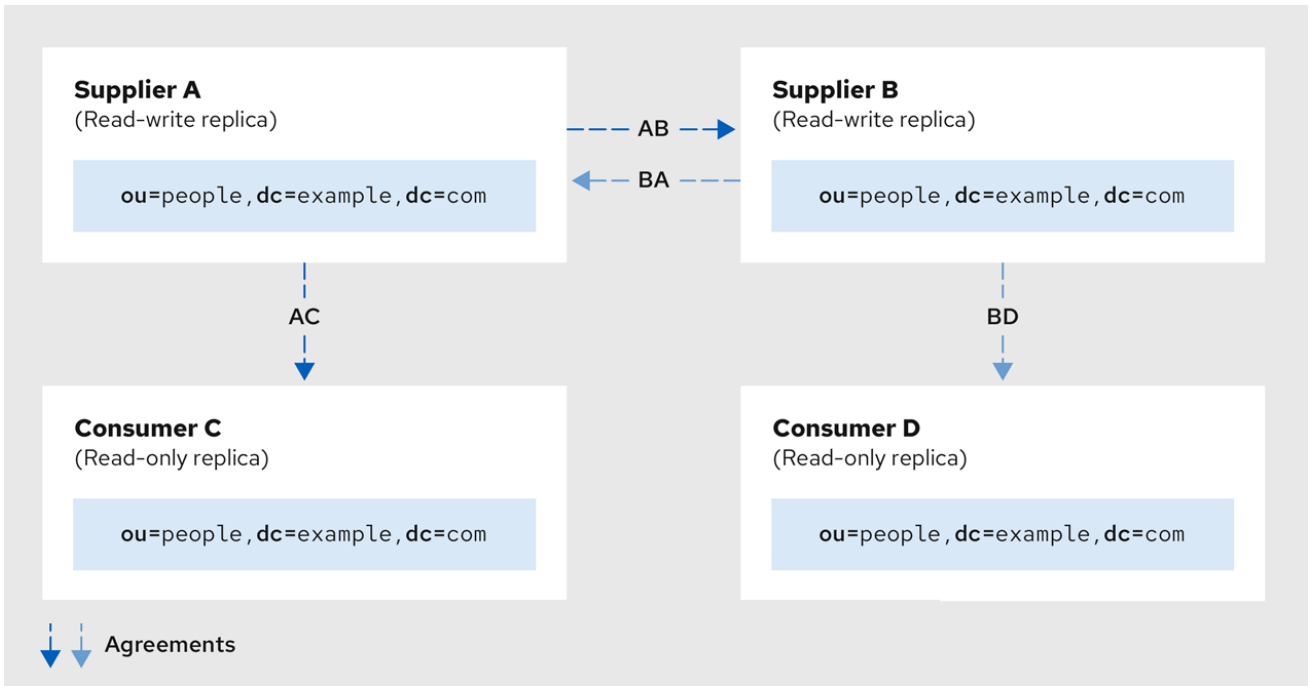 Supplier A
(Read-write replica)
ou=people,dc=example,dc=com
AB
BA
Supplier B
(Read-write replica)
ou=people,dc=example,dc=com
AC
BD
Consumer C
(Read-only replica)
ou=people,dc=example,dc=com
Consumer D
(Read-only replica)
ou=people,dc=example,dc=com
Agreements